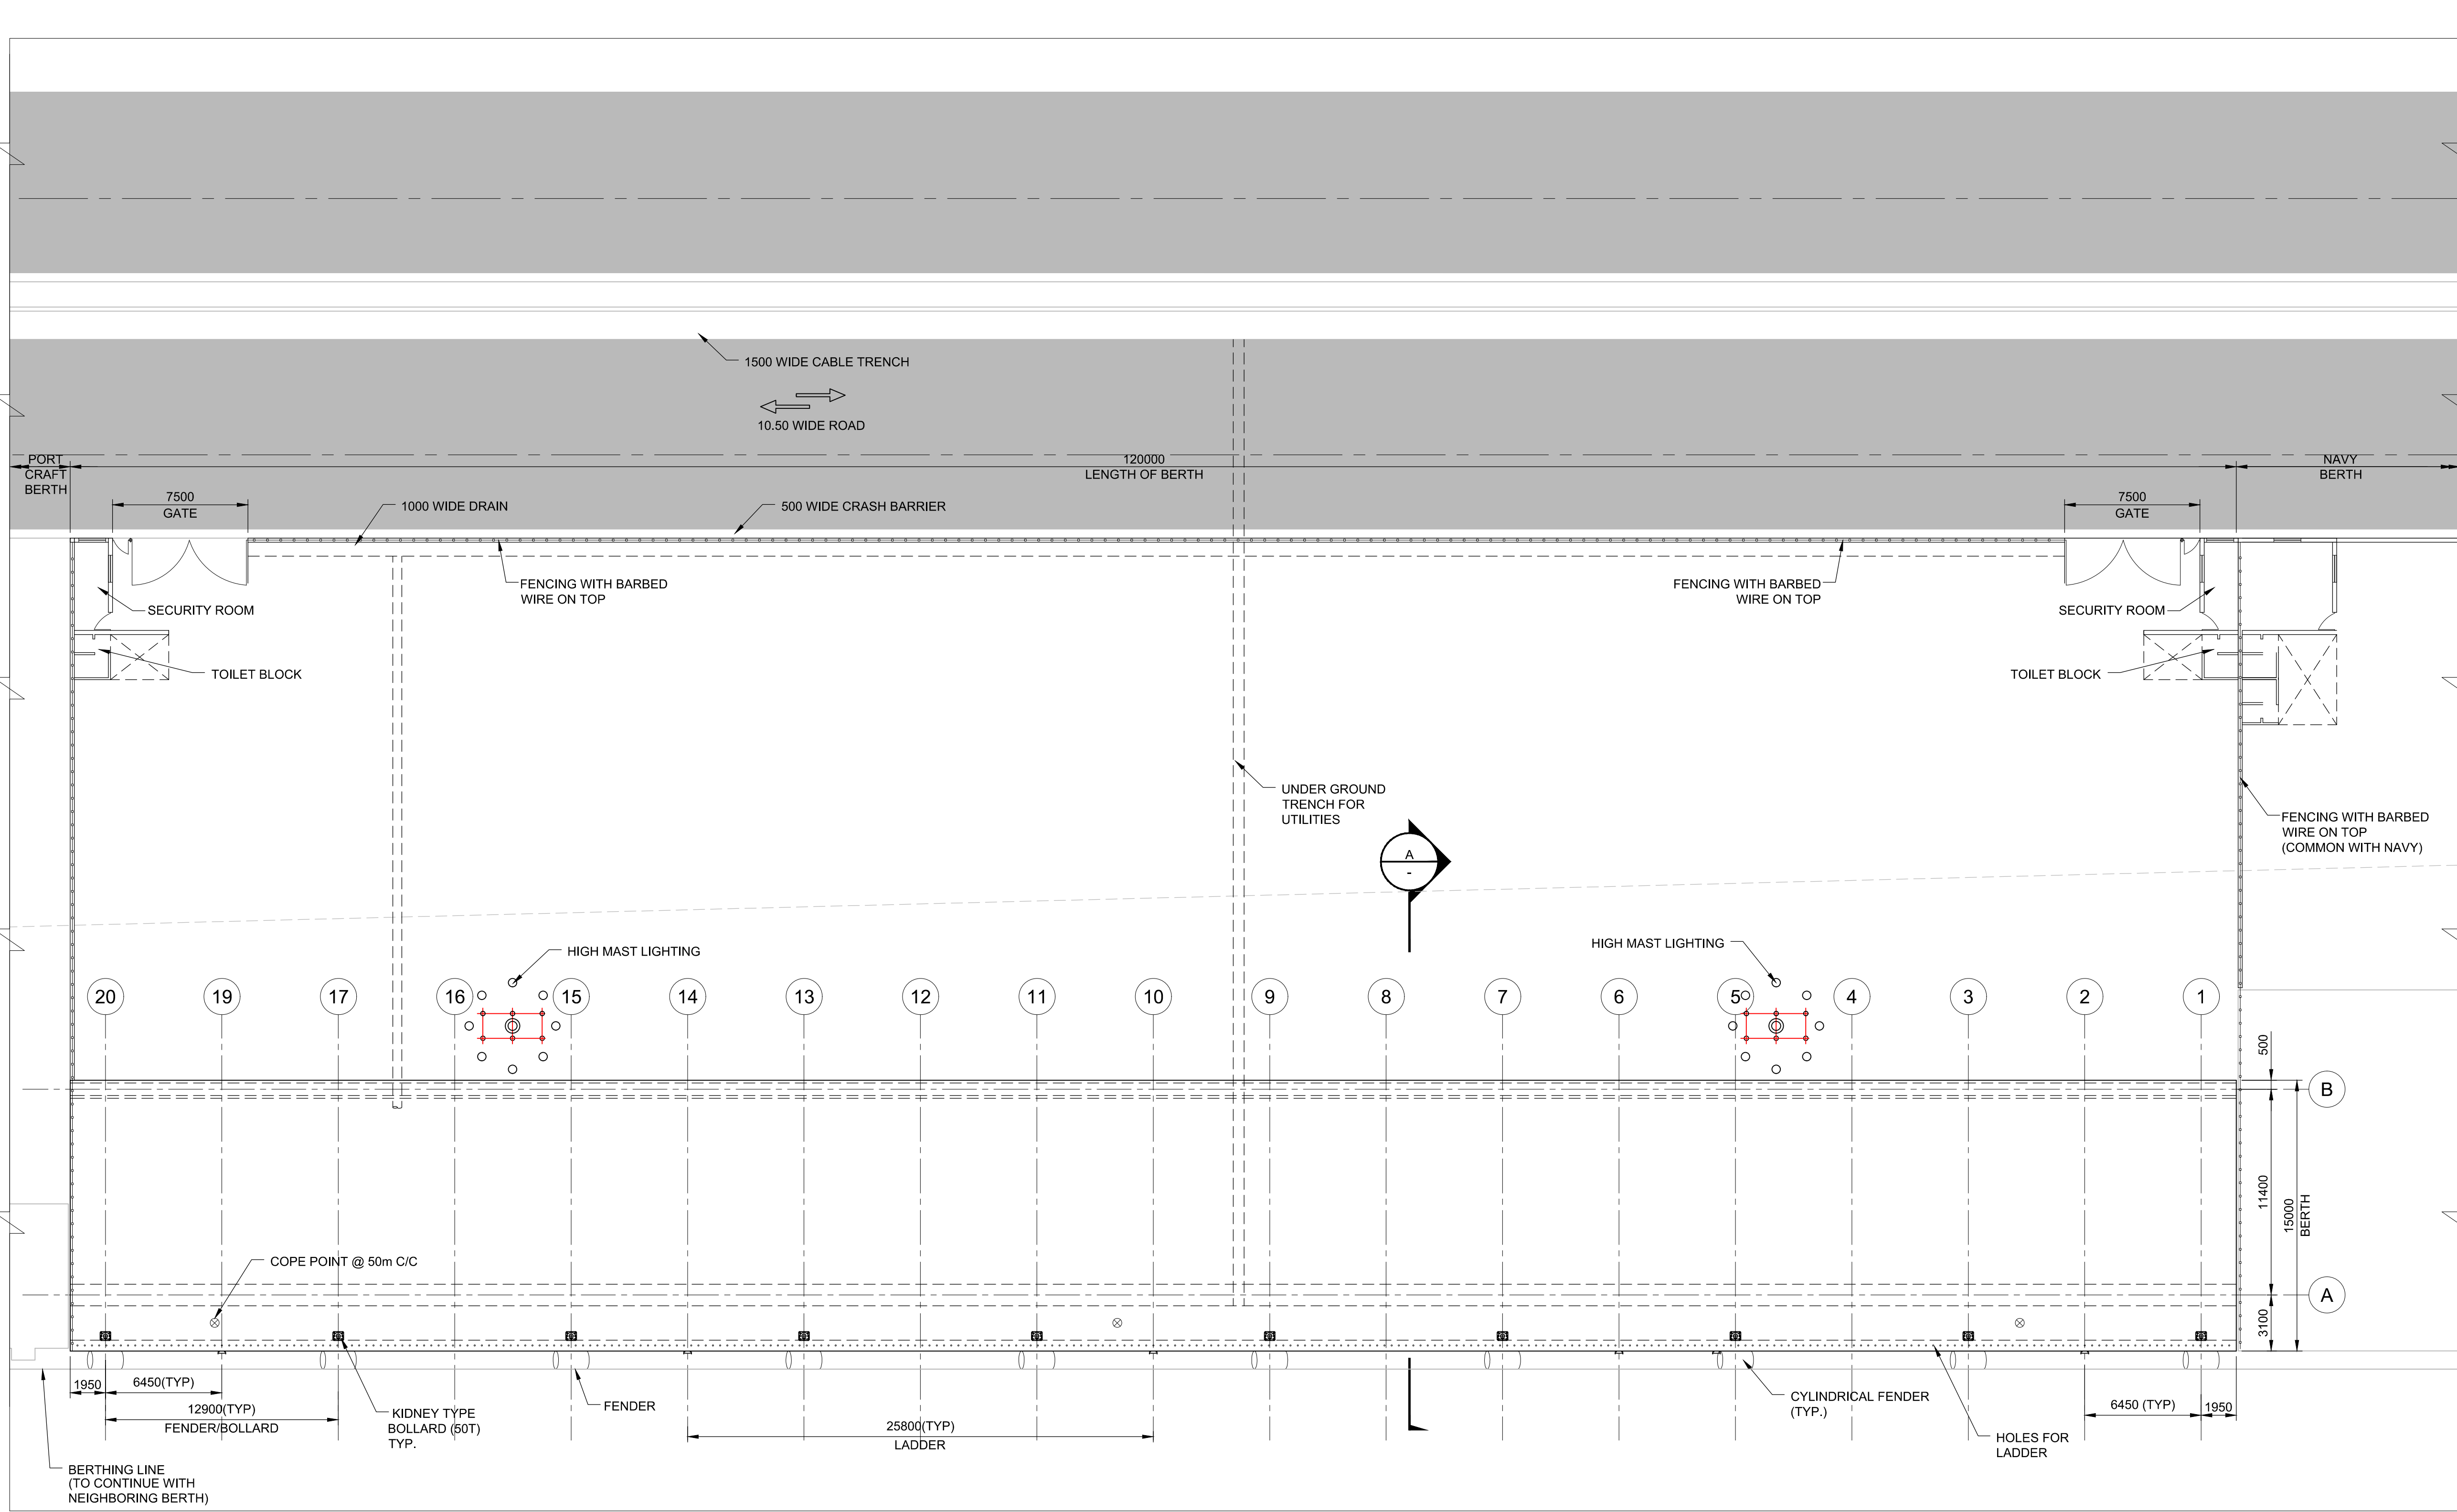 1500 WIDE CABLE TRENCH
10.50 WIDE ROAD
PORT
CRAFT
BERTH
120000
LENGTH OF BERTH
NAVY
BERTH
7500
GATE
1000 WIDE DRAIN
500 WIDE CRASH BARRIER
7500
GATE
FENCING WITH BARBED
WIRE ON TOP
FENCING WITH BARBED
WIRE ON TOP
SECURITY ROOM
SECURITY ROOM
TOILET BLOCK
TOILET BLOCK
UNDER GROUND
TRENCH FOR
UTILITIES
FENCING WITH BARBED
WIRE ON TOP
(COMMON WITH NAVY)
A
-
HIGH MAST LIGHTING
HIGH MAST LIGHTING
20
19
17
16
15
14
13
12
11
10
9
8
7
6
5
4
3
2
1
500
B
11400
15000
BERTH
COPE POINT @ 50m C/C
A
3100
1950
6450(TYP)
12900(TYP)
FENDER/BOLLARD
KIDNEY TYPE
BOLLARD (50T)
TYP.
FENDER
25800(TYP)
LADDER
CYLINDRICAL FENDER
(TYP.)
6450 (TYP)
1950
HOLES FOR
LADDER
BERTHING LINE
(TO CONTINUE WITH
NEIGHBORING BERTH)